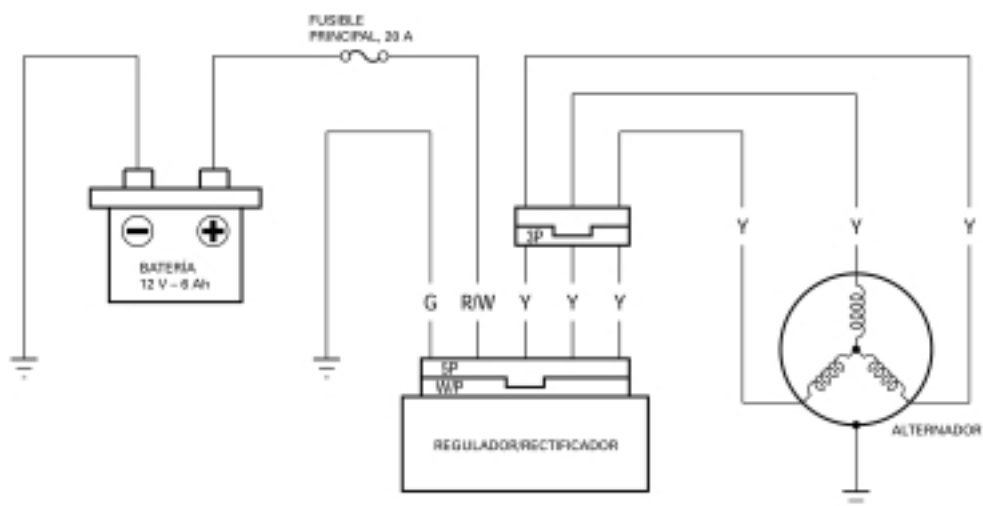 FUSIBLE
PRINCIPAL, 20 A
BATERÍA
12 V – 6 Ah
3P
Y Y Y
G R/W Y Y Y
5P
W/P
REGULADOR/RECTIFICADOR
ALTERNADOR